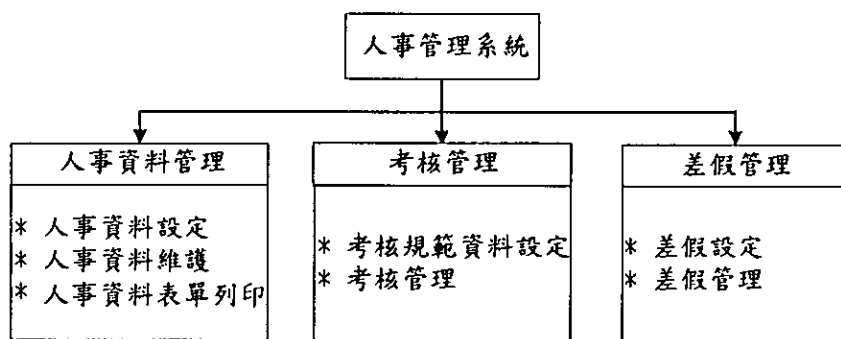 人事管理系統
人事資料管理
* 人事資料設定
* 人事資料維護
* 人事資料表單列印
考核管理
* 考核規範資料設定
* 考核管理
差假管理
* 差假設定
* 差假管理